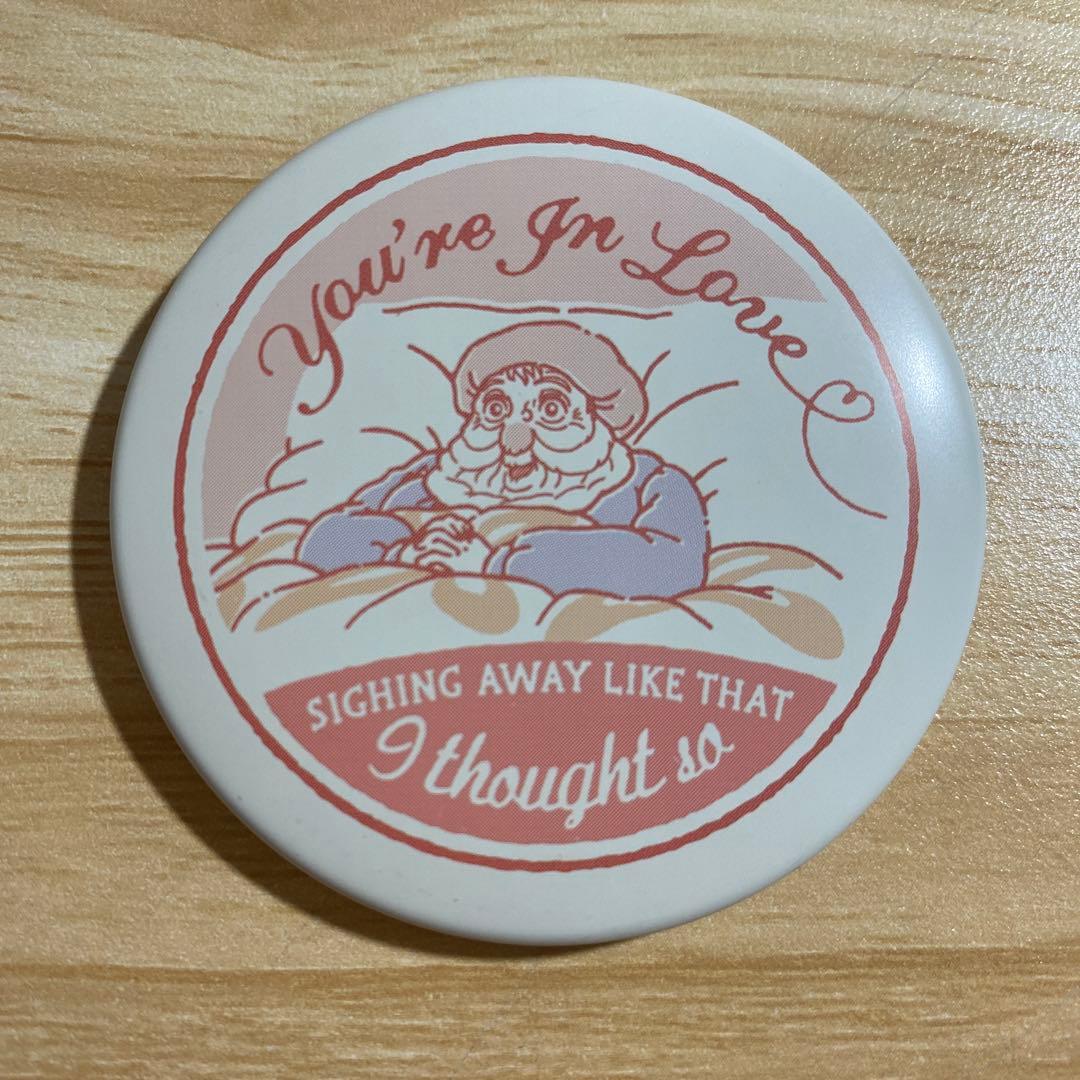 You're In Love
SIGHING AWAY LIKE THAT
I thought so